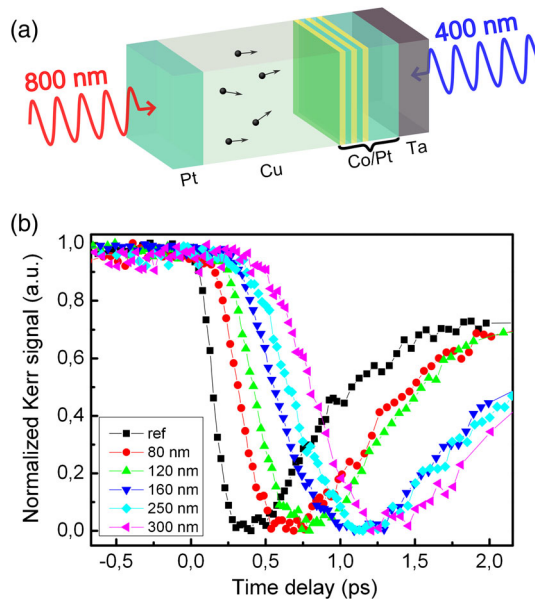 (a)
800 nm
400 nm
Pt
Cu
Co/Pt
Ta
(b)
Normalized Kerr signal (a.u.)
1,0
0,8
0,6
0,4
0,2
0,0
ref
80 nm
120 nm
160 nm
250 nm
300 nm
-0,5 0,0 0,5 1,0 1,5 2,0
Time delay (ps)